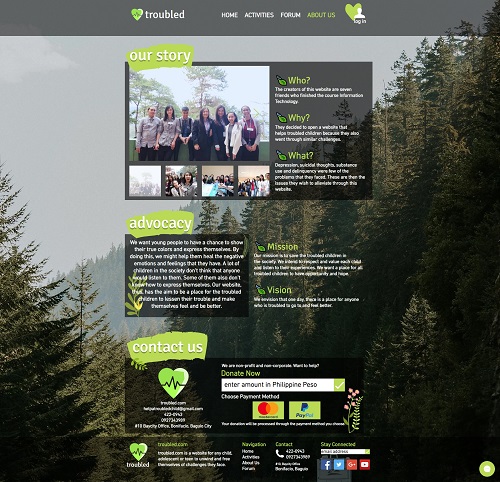 troubled
HOME ACTIVITIES FORUM ABOUT US
log in
our story
Who?
The creators of this website are seven
friends who finished the course Information
Technology.
Why?
They decided to open a website that
helps troubled children because they also
went through similar challenges.
What?
Depression, suicidal thoughts, substance
use and delinquency were few of the
problems that they faced. These are then the
issues they wish to alleviate through this
website.
advocacy
We want young people to have a chance to show
their true colors and express themselves. By
doing this, we might help them heal the negative
emotions and feelings that they have. A lot of
children in the society don't think that anyone
would listen to them. Some of them also don't
know how to express themselves. Our website,
thus, has the aim to be a place for the troubled
children to lessen their trouble and make
themselves feel and be better.
Mission
Our mission is to save the troubled children in
the society. We intend to respect and value each child
and listen to their experiences. We want a place for all
troubled children: to have opportunity and hope.
Vision
We envision that one day, there is a place for anyone
who is troubled to go to and feel better.
contact us
troubled.com
helpatroubledchild@gmail.com
422-0943
0927343989
#10 Baycity Office, Bonifacio, Baguio City
We are non-profit and non-corporate. Want to help?
Donate Now
enter amount in Philippine Peso
Choose Payment Method
MasterCard
PayPal
Your donation will be processed through the payment method you choose.
troubled
troubled.com
troubled.com is a website for any child,
adolescent or teen to unwind and free
themselves of challenges they face.
Navigation
Home
Activities
About Us
Forum
Contact
422-0943
0927343989
#10 Baycity Office
Bonifacio, Baguio
Stay Connected
email address